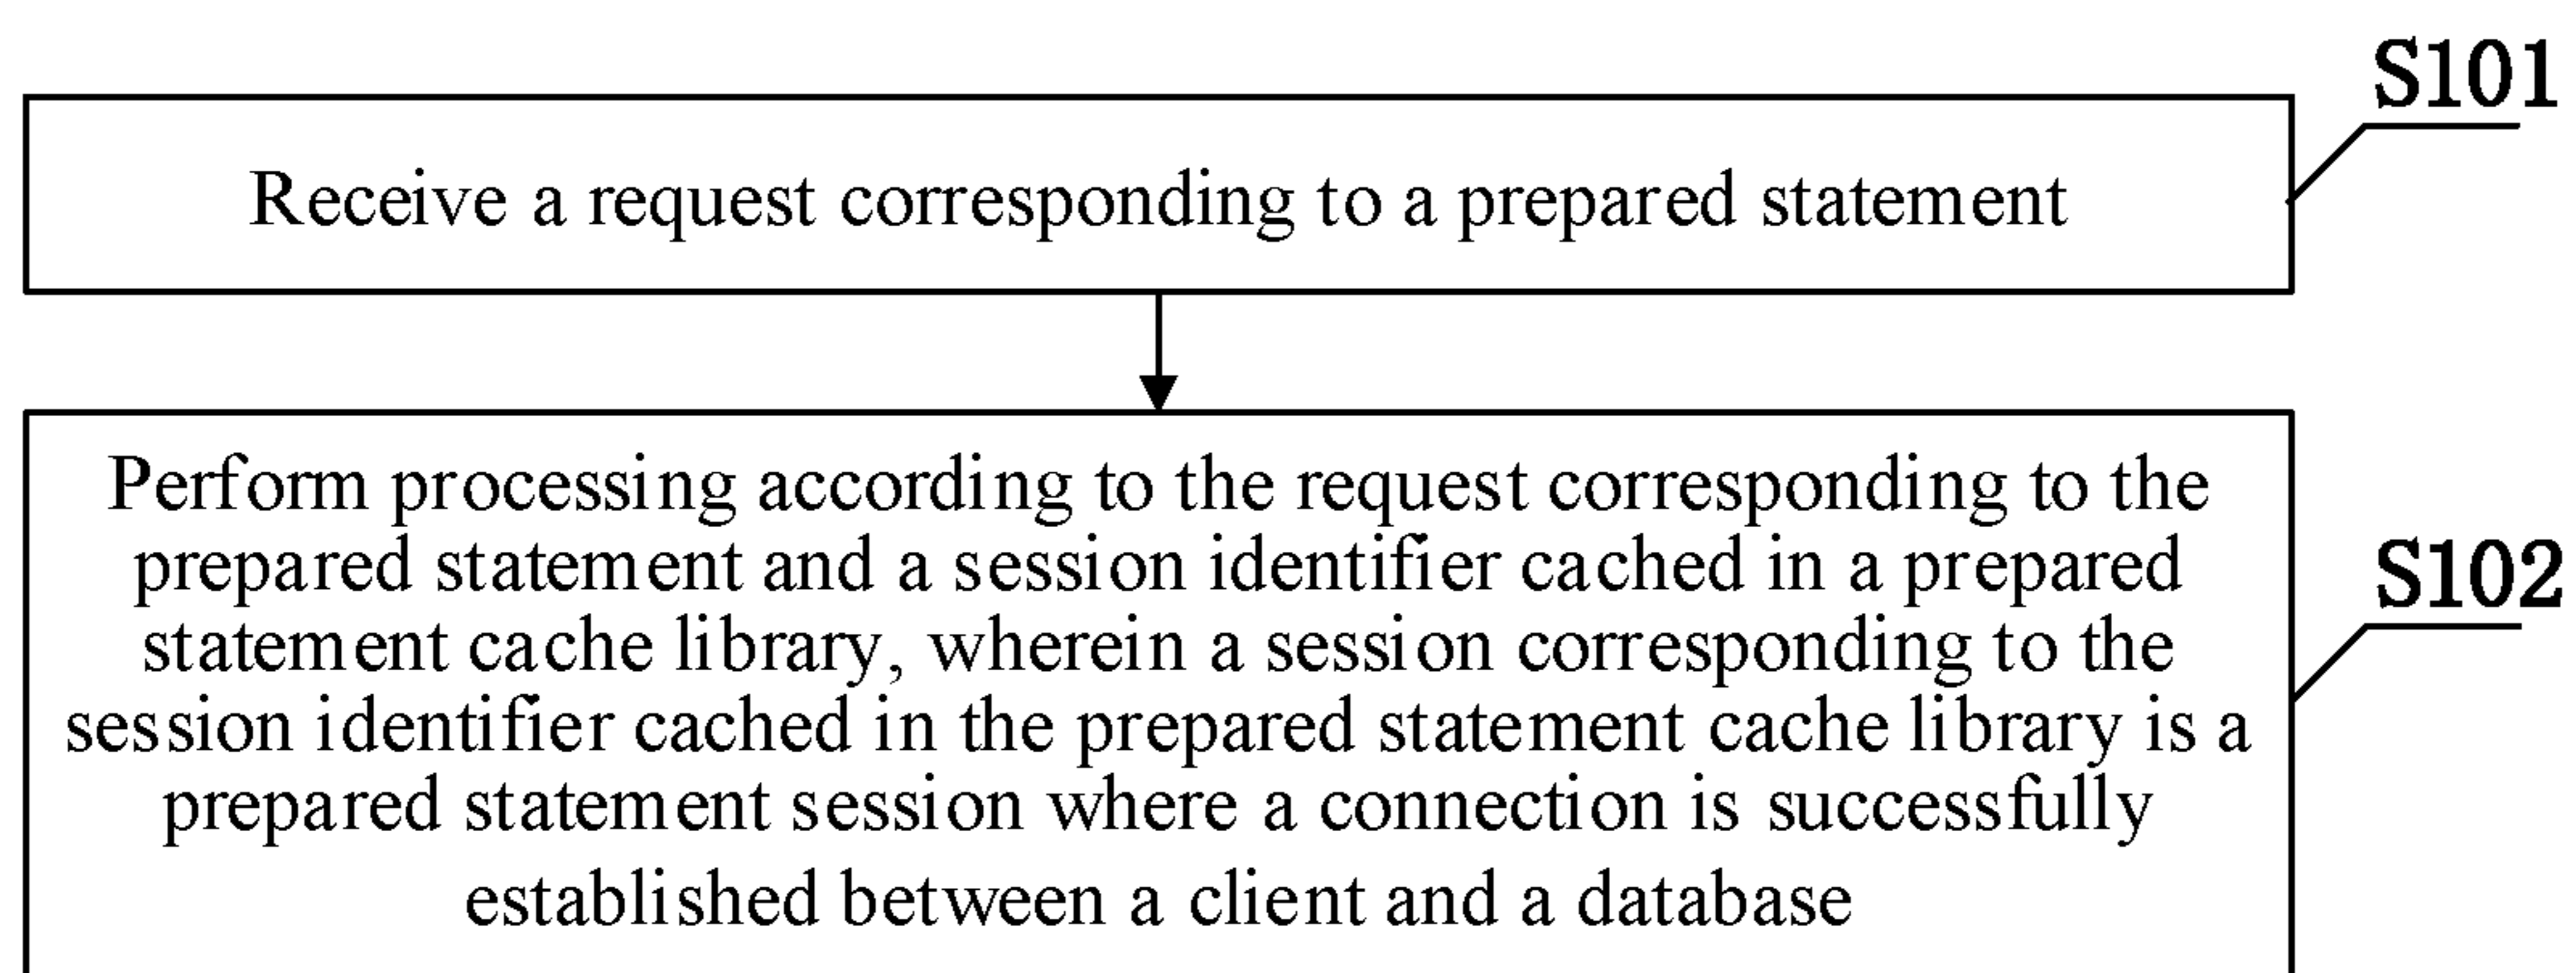 S101
Receive a request corresponding to a prepared statement
Perform processing according to the request corresponding to the
prepared statement and a session identifier cached in a prepared
statement cache library, wherein a session corresponding to the
session identifier cached in the prepared statement cache library is a
prepared statement session where a connection is successfully
established between a client and a database
S102